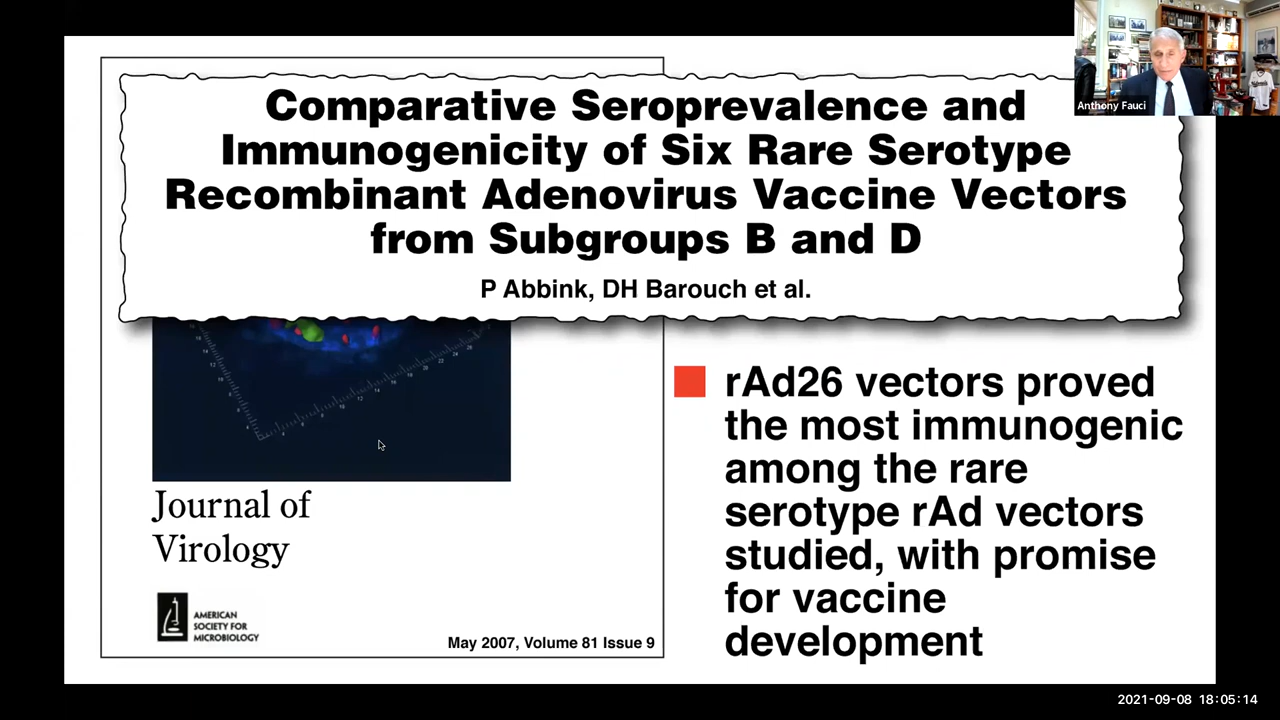 Comparative Seroprevalence and
Immunogenicity of Six Rare Serotype
Recombinant Adenovirus Vaccine Vectors
from Subgroups B and D
P Abbink, DH Barouch et al.
Anthony Fauci
rAd26 vectors proved
the most immunogenic
among the rare
serotype rAd vectors
studied, with promise
for vaccine
development
Journal of
Virology
AMERICAN
SOCIETY FOR
MICROBIOLOGY
May 2007, Volume 81 Issue 9
2021-09-08 18:05:14